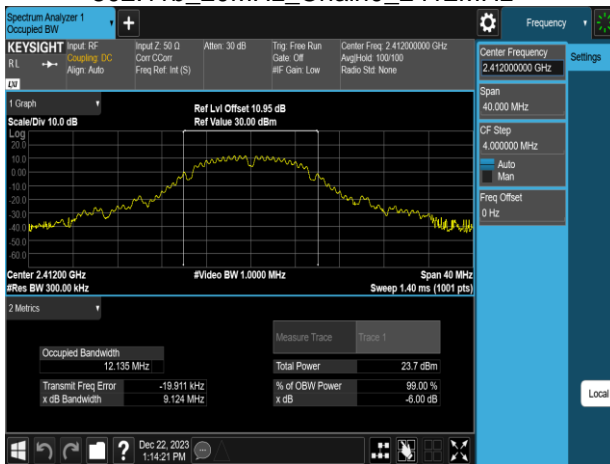 Spectrum Analyzer 1
Occupied BW
+
Frequency
KEYSIGHT
RL
LXI
Input: RF
Coupling: DC
Align: Auto
Input Z: 50 Ω
Corr CCorr
Freq Ref: Int (S)
Atten: 30 dB
Trig: Free Run
Gate: Off
#IF Gain: Low
Center Freq: 2.412000000 GHz
Avg|Hold: 100/100
Radio Std: None
Center Frequency
2.412000000 GHz
Settings
Span
40.000 MHz
CF Step
4.000000 MHz
Auto
Man
Freq Offset
0 Hz
Local
1 Graph
Scale/Div 10.0 dB
Ref Lvl Offset 10.95 dB
Ref Value 30.00 dBm
Log
20.0
10.0
0.00
-10.0
-20.0
-30.0
-40.0
-50.0
-60.0
Center 2.41200 GHz
#Res BW 300.00 kHz
#Video BW 1.0000 MHz
Span 40 MHz
Sweep 1.40 ms (1001 pts)
2 Metrics
Measure Trace
Trace 1
Occupied Bandwidth
12.135 MHz
Total Power
23.7 dBm
Transmit Freq Error
-19.911 kHz
% of OBW Power
99.00 %
x dB Bandwidth
9.124 MHz
x dB
-6.00 dB
?
Dec 22, 2023
1:14:21 PM